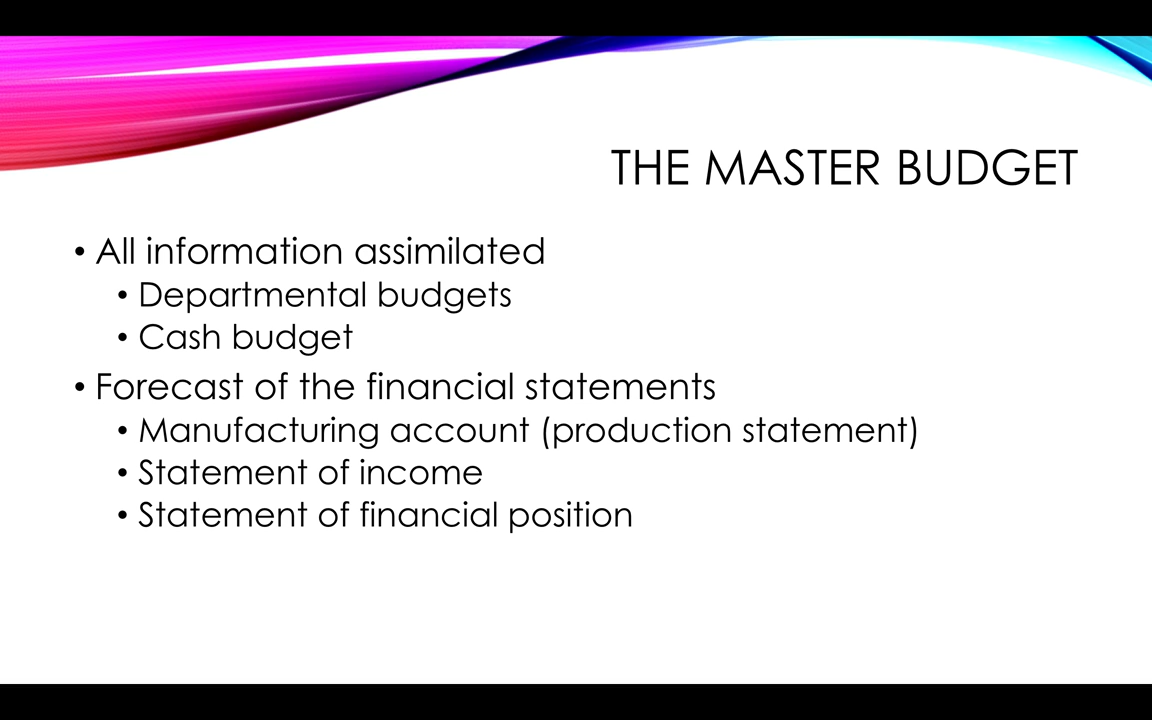 THE MASTER BUDGET
• All information assimilated
• Departmental budgets
• Cash budget
• Forecast of the financial statements
• Manufacturing account (production statement)
• Statement of income
• Statement of financial position